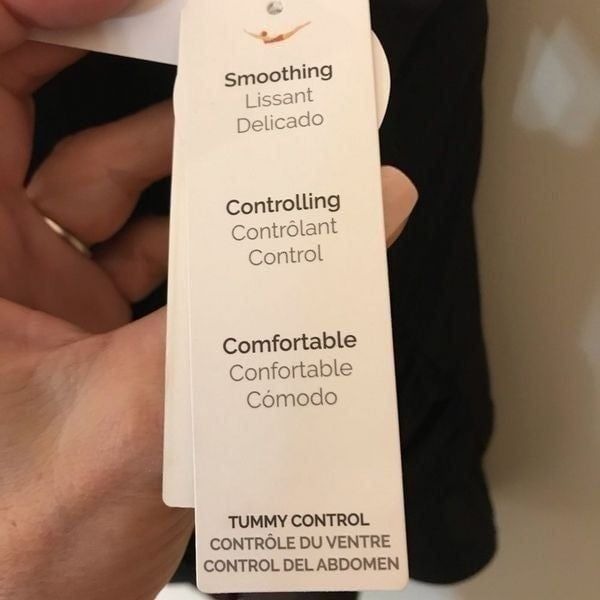 Smoothing
Lissant
Delicado
Controlling
Contrôlant
Control
Comfortable
Confortable
Cómodo
TUMMY CONTROL
CONTRÔLE DU VENTRE
CONTROL DEL ABDOMEN